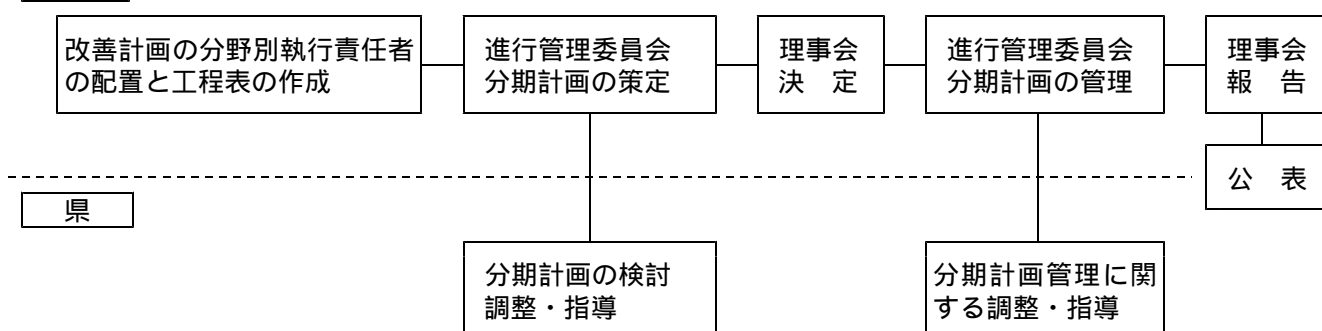 改善計画の分野別執行責任者
の配置と工程表の作成
進行管理委員会
分期計画の策定
理事会
決 定
進行管理委員会
分期計画の管理
理事会
報 告
公 表
県
分期計画の検討
調整・指導
分期計画管理に関
する調整・指導